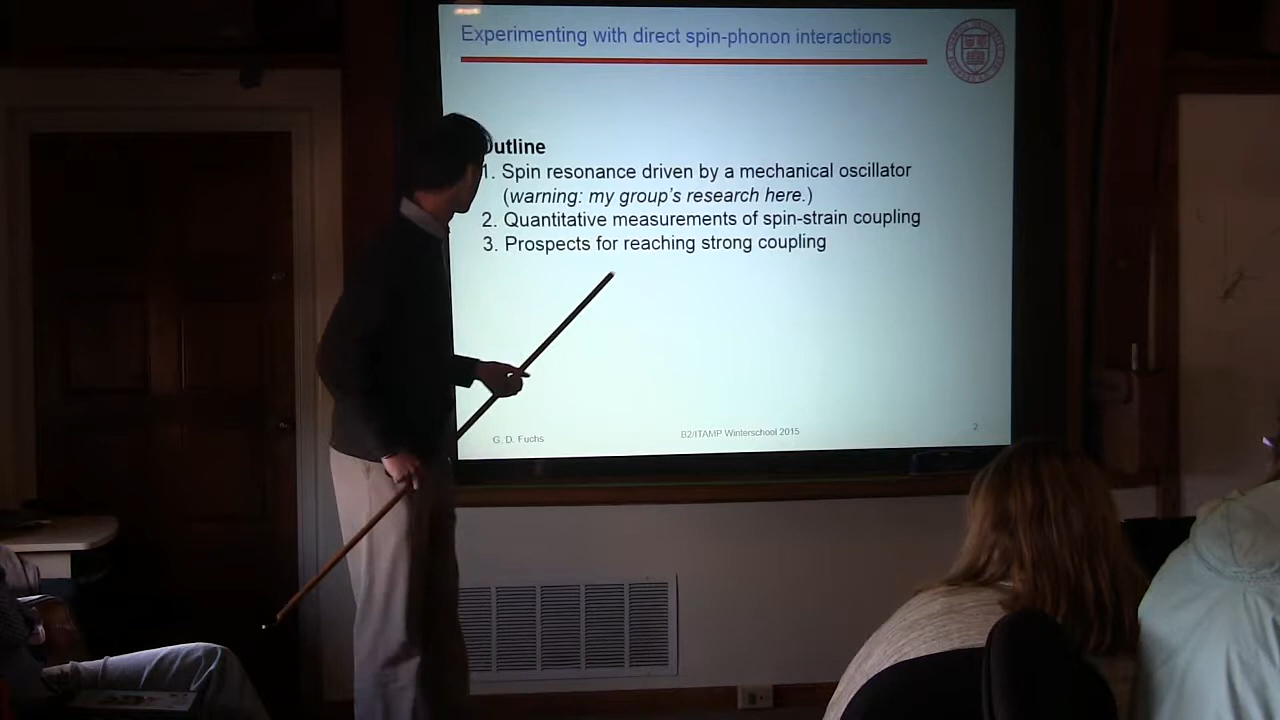 Experimenting with direct spin-phonon interactions
Outline
1. Spin resonance driven by a mechanical oscillator
(warning: my group's research here.)
2. Quantitative measurements of spin-strain coupling
3. Prospects for reaching strong coupling
G. D. Fuchs
B2/ITAMP Winterschool 2015
2